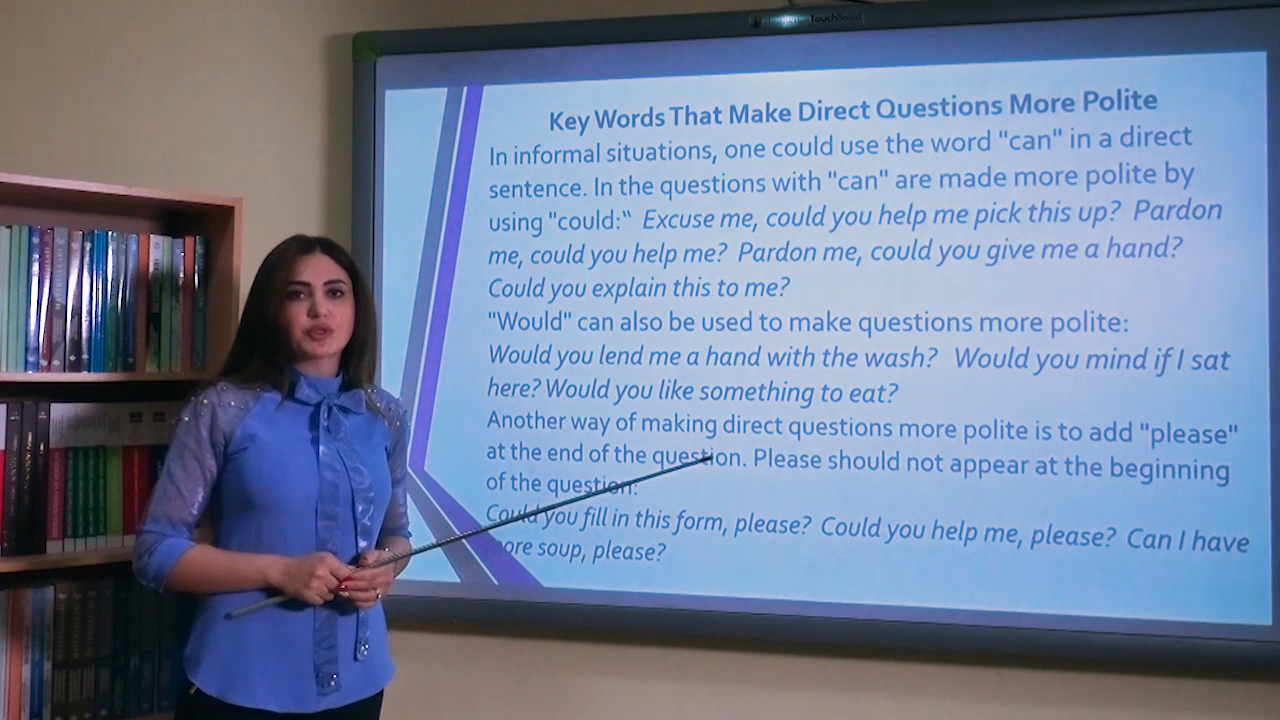 TouchBoard
Key Words That Make Direct Questions More Polite
In informal situations, one could use the word "can" in a direct
sentence. In the questions with "can" are made more polite by
using "could:“ Excuse me, could you help me pick this up? Pardon
me, could you help me? Pardon me, could you give me a hand?
Could you explain this to me?
"Would" can also be used to make questions more polite:
Would you lend me a hand with the wash? Would you mind if I sat
here? Would you like something to eat?
Another way of making direct questions more polite is to add "please"
at the end of the question. Please should not appear at the beginning
of the question:
Could you fill in this form, please? Could you help me, please? Can I have
more soup, please?